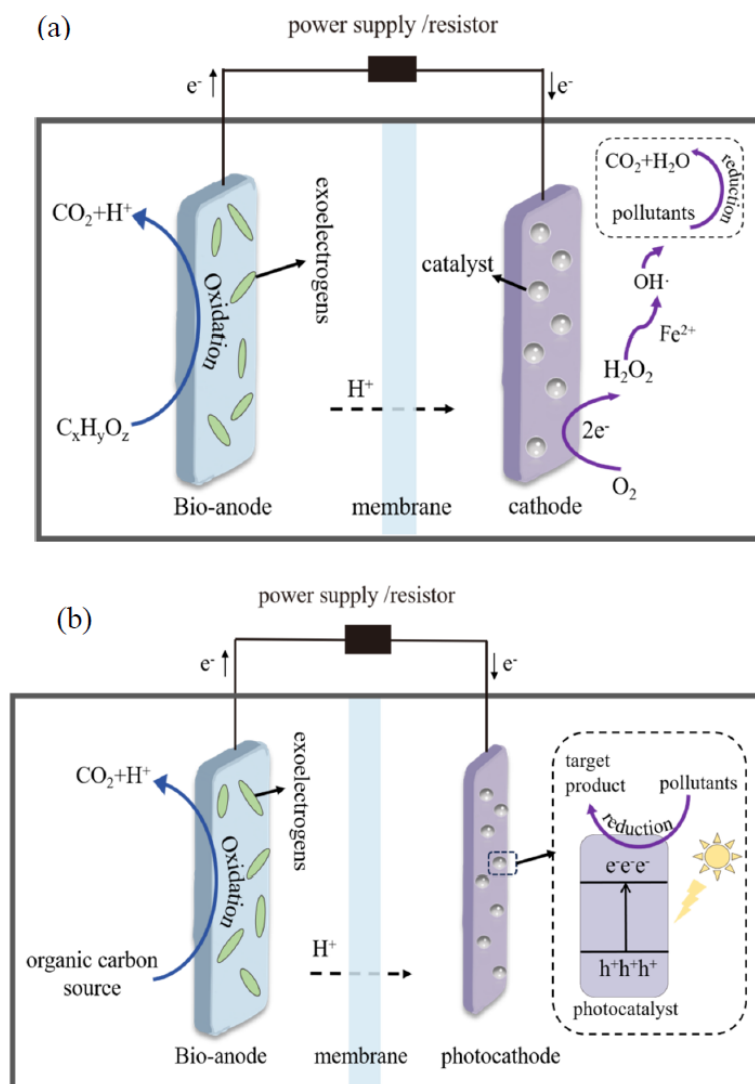 (a)
power supply /resistor
e⁻
e⁻
CO₂+H⁺
exoelectrogens
Oxidation
CₓHᵧO_z
H⁺
catalyst
CO₂+H₂O
reduction
pollutants
OH·
Fe²⁺
H₂O₂
2e⁻
O₂
Bio-anode
membrane
cathode
(b)
power supply /resistor
e⁻
e⁻
CO₂+H⁺
exoelectrogens
Oxidation
organic carbon
source
H⁺
target
product
pollutants
reduction
e⁻e⁻e⁻
h⁺h⁺h⁺
photocatalyst
Bio-anode
membrane
photocathode